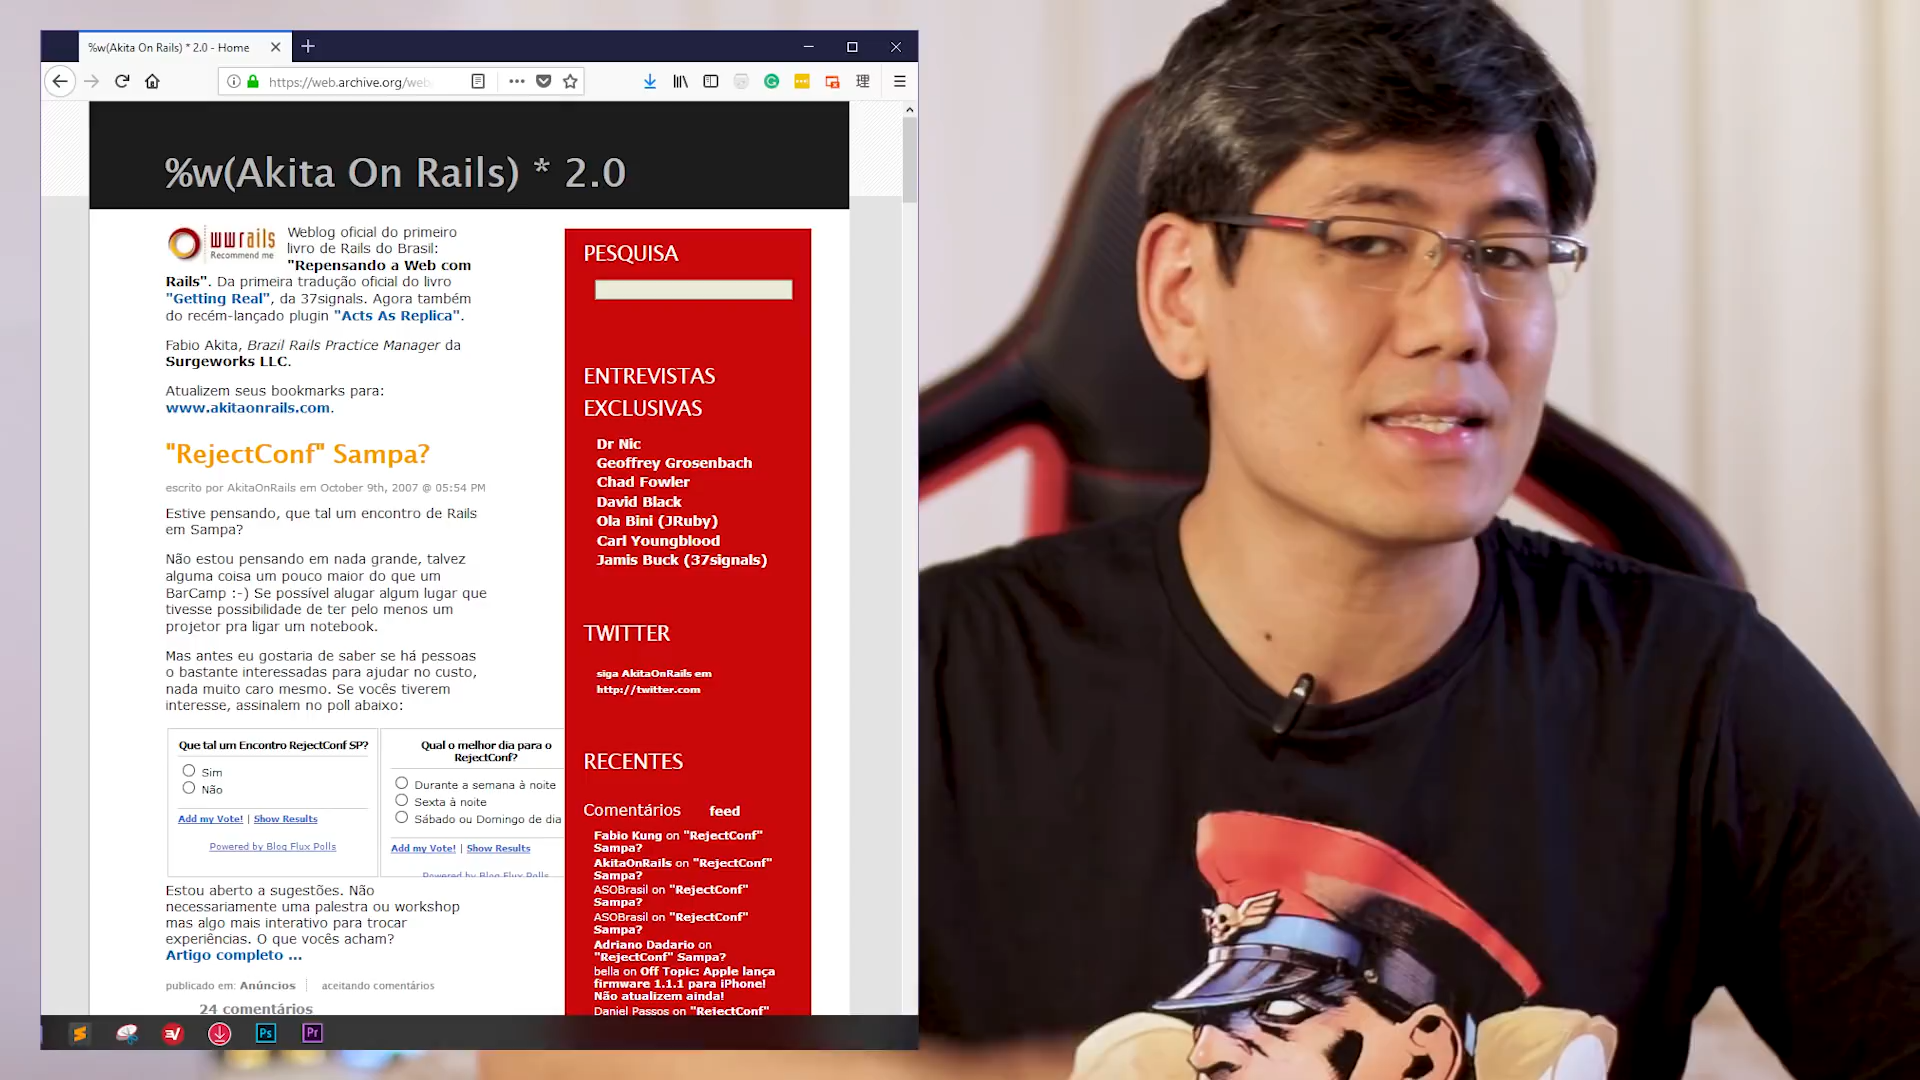 %w(Akita On Rails) * 2.0 - Home
https://web.archive.org/web
%w(Akita On Rails) * 2.0
wwrails
Recommend me
Weblog oficial do primeiro
livro de Rails do Brasil:
"Repensando a Web com
Rails". Da primeira tradução oficial do livro
"Getting Real", da 37signals. Agora também
do recém-lançado plugin "Acts As Replica".
Fabio Akita, Brazil Rails Practice Manager da
Surgeworks LLC.
Atualizem seus bookmarks para:
www.akitaonrails.com.
"RejectConf" Sampa?
escrito por AkitaOnRails em October 9th, 2007 @ 05:54 PM
Estive pensando, que tal um encontro de Rails
em Sampa?
Não estou pensando em nada grande, talvez
alguma coisa um pouco maior do que um
BarCamp :-) Se possível alugar algum lugar que
tivesse possibilidade de ter pelo menos um
projetor pra ligar um notebook.
Mas antes eu gostaria de saber se há pessoas
o bastante interessadas para ajudar no custo,
nada muito caro mesmo. Se vocês tiverem
interesse, assinalem no poll abaixo:
Que tal um Encontro RejectConf SP?
Sim
Não
Add my Vote! | Show Results
Powered by Blog Flux Polls
Qual o melhor dia para o
RejectConf?
Durante a semana à noite
Sexta à noite
Sábado ou Domingo de dia
Add my Vote! | Show Results
Powered by Blog Flux Polls
Estou aberto a sugestões. Não
necessariamente uma palestra ou workshop
mas algo mais interativo para trocar
experiências. O que vocês acham?
Artigo completo ...
publicado em: Anúncios | aceitando comentários
24 comentários
PESQUISA
ENTREVISTAS
EXCLUSIVAS
Dr Nic
Geoffrey Grosenbach
Chad Fowler
David Black
Ola Bini (JRuby)
Carl Youngblood
Jamis Buck (37signals)
TWITTER
siga AkitaOnRails em
http://twitter.com
RECENTES
Comentários feed
Fabio Kung on "RejectConf"
Sampa?
AkitaOnRails on "RejectConf"
Sampa?
ASOBrasil on "RejectConf"
Sampa?
ASOBrasil on "RejectConf"
Sampa?
Adriano Dadario on
"RejectConf" Sampa?
bella on Off Topic: Apple lança
firmware 1.1.1 para iPhone!
Não atualizem ainda!
Daniel Passos on "RejectConf"
理
Ps
Pr